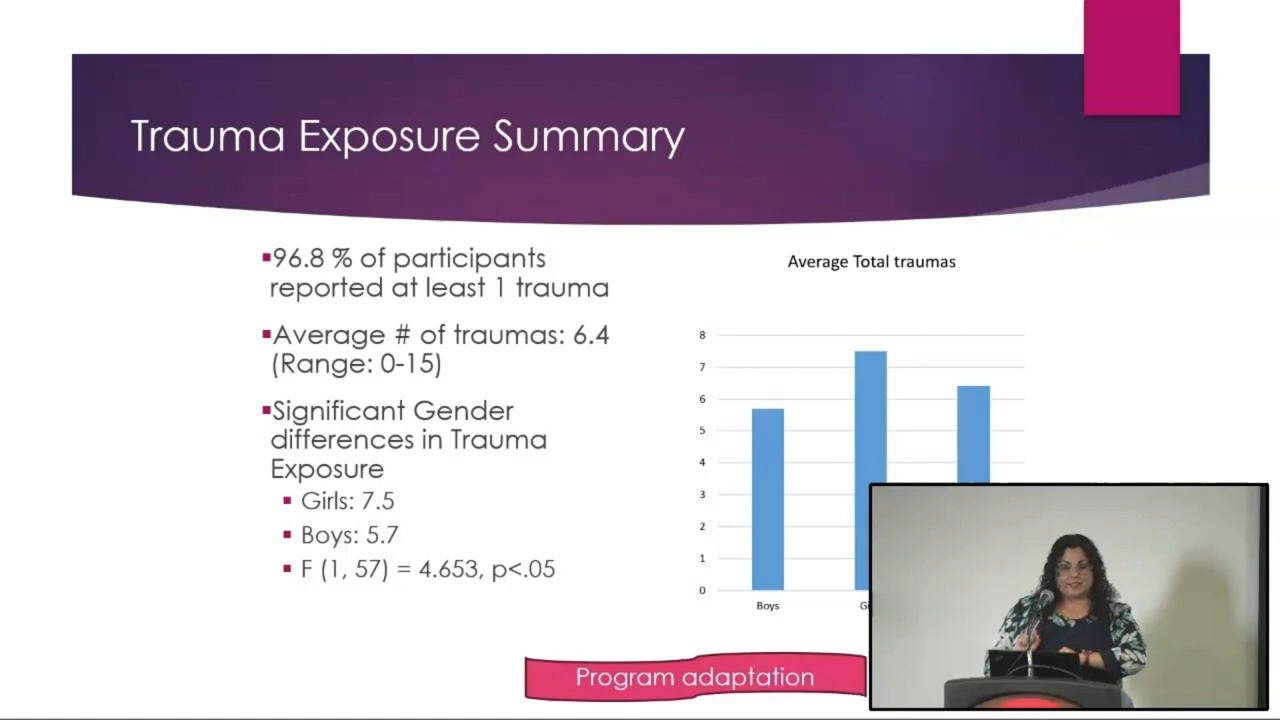 Trauma Exposure Summary
▪96.8 % of participants
reported at least 1 trauma
▪Average # of traumas: 6.4
(Range: 0-15)
▪Significant Gender
differences in Trauma
Exposure
▪ Girls: 7.5
▪ Boys: 5.7
▪ F (1, 57) = 4.653, p<.05
Average Total traumas
8
7
6
5
4
3
2
1
0
Boys
Program adaptation